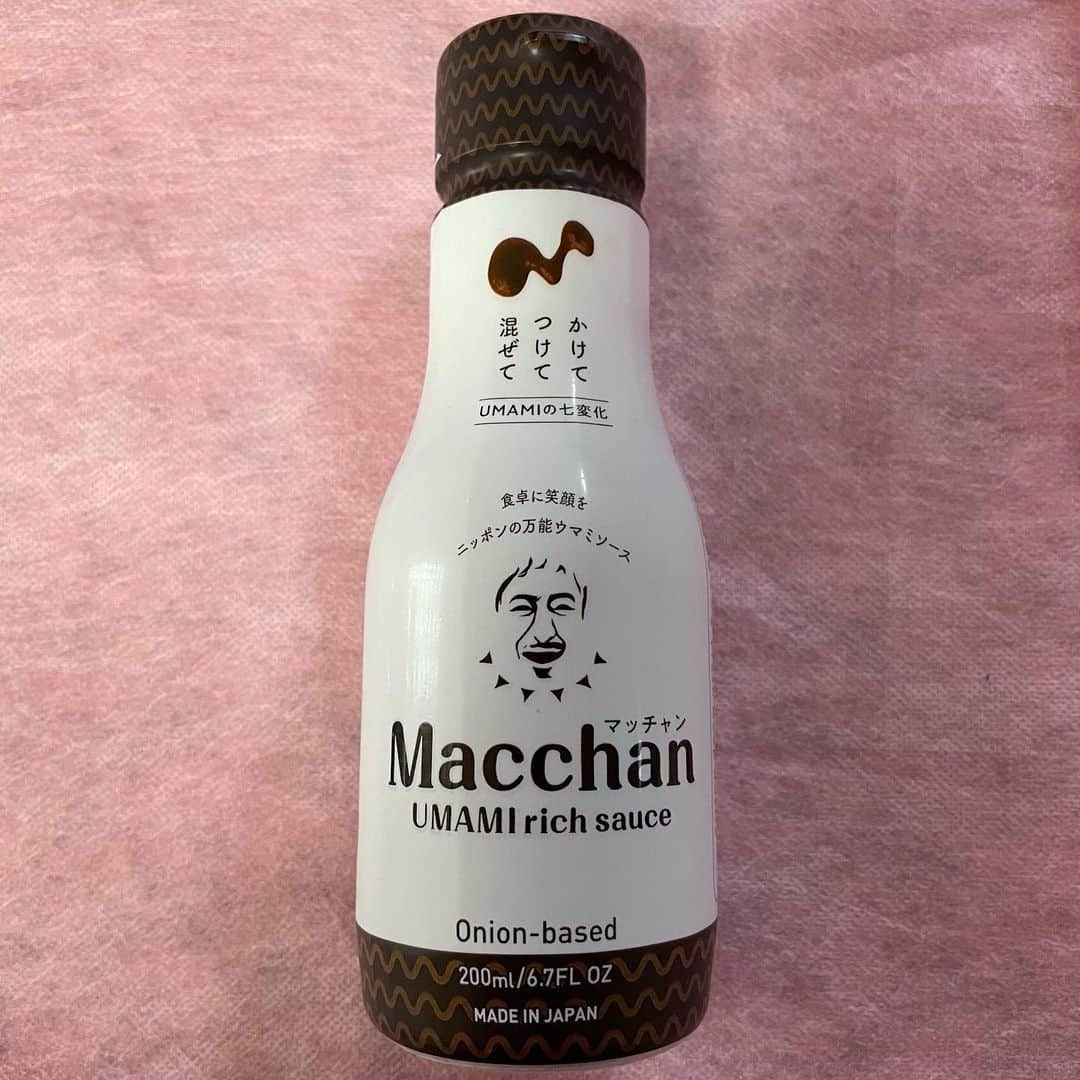 かけて
つけて
混ぜて
UMAMIの七変化
食卓に笑顔を
ニッポンの万能ウマミソース
マッチャン
Macchan
UMAMI rich sauce
Onion-based
200ml/6.7FL OZ
MADE IN JAPAN